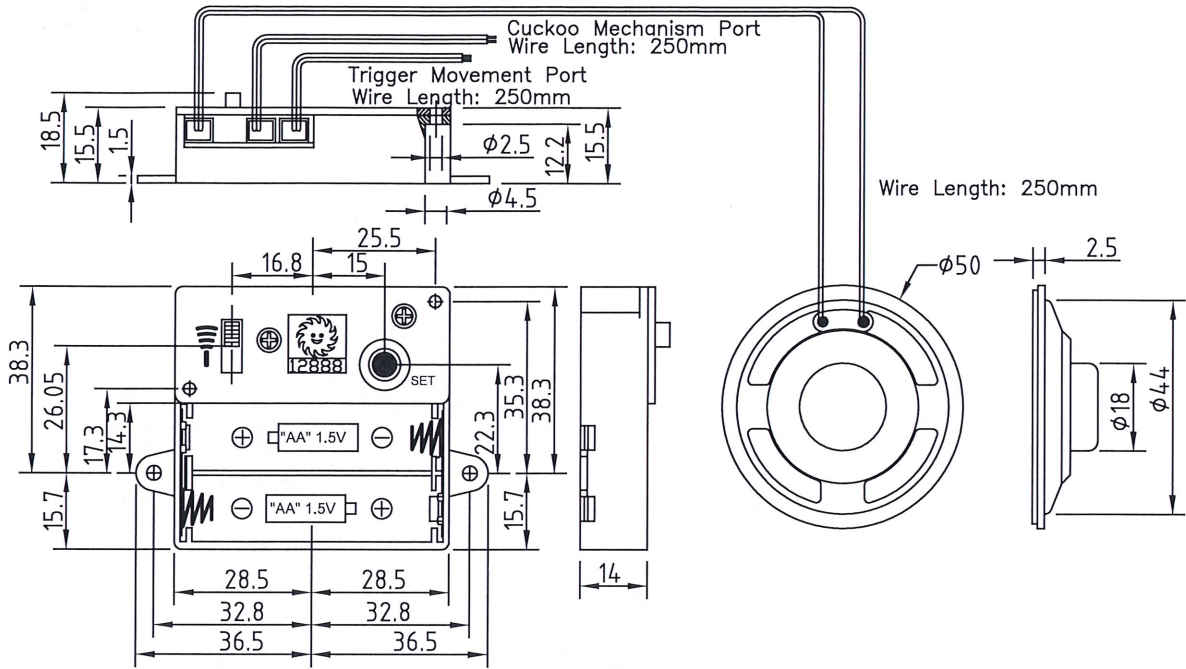 Cuckoo Mechanism Port
Wire Length: 250mm
Trigger Movement Port
Wire Length: 250mm
18.5
15.5
1.5
ϕ2.5
12.2
15.5
ϕ4.5
Wire Length: 250mm
25.5
16.8
15
ϕ50
2.5
38.3
26.05
17.3
14.3
15.7
12888
SET
22.3
35.3
38.3
15.7
ϕ18
ϕ44
+ "AA" 1.5V −
− "AA" 1.5V +
28.5
28.5
14
32.8
32.8
36.5
36.5